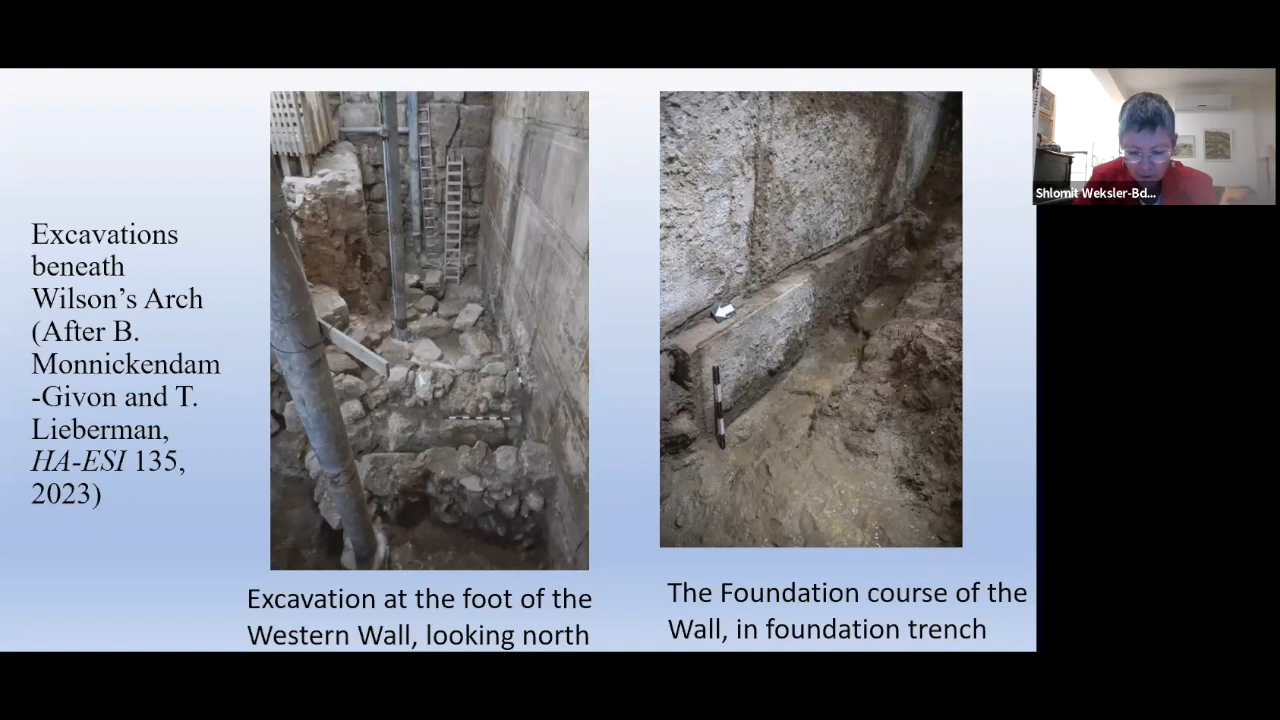 Excavations
beneath
Wilson's Arch
(After B.
Monnickendam
-Givon and T.
Lieberman,
HA-ESI 135,
2023)
Excavation at the foot of the
Western Wall, looking north
The Foundation course of the
Wall, in foundation trench
Shlomit Weksler-Bd...